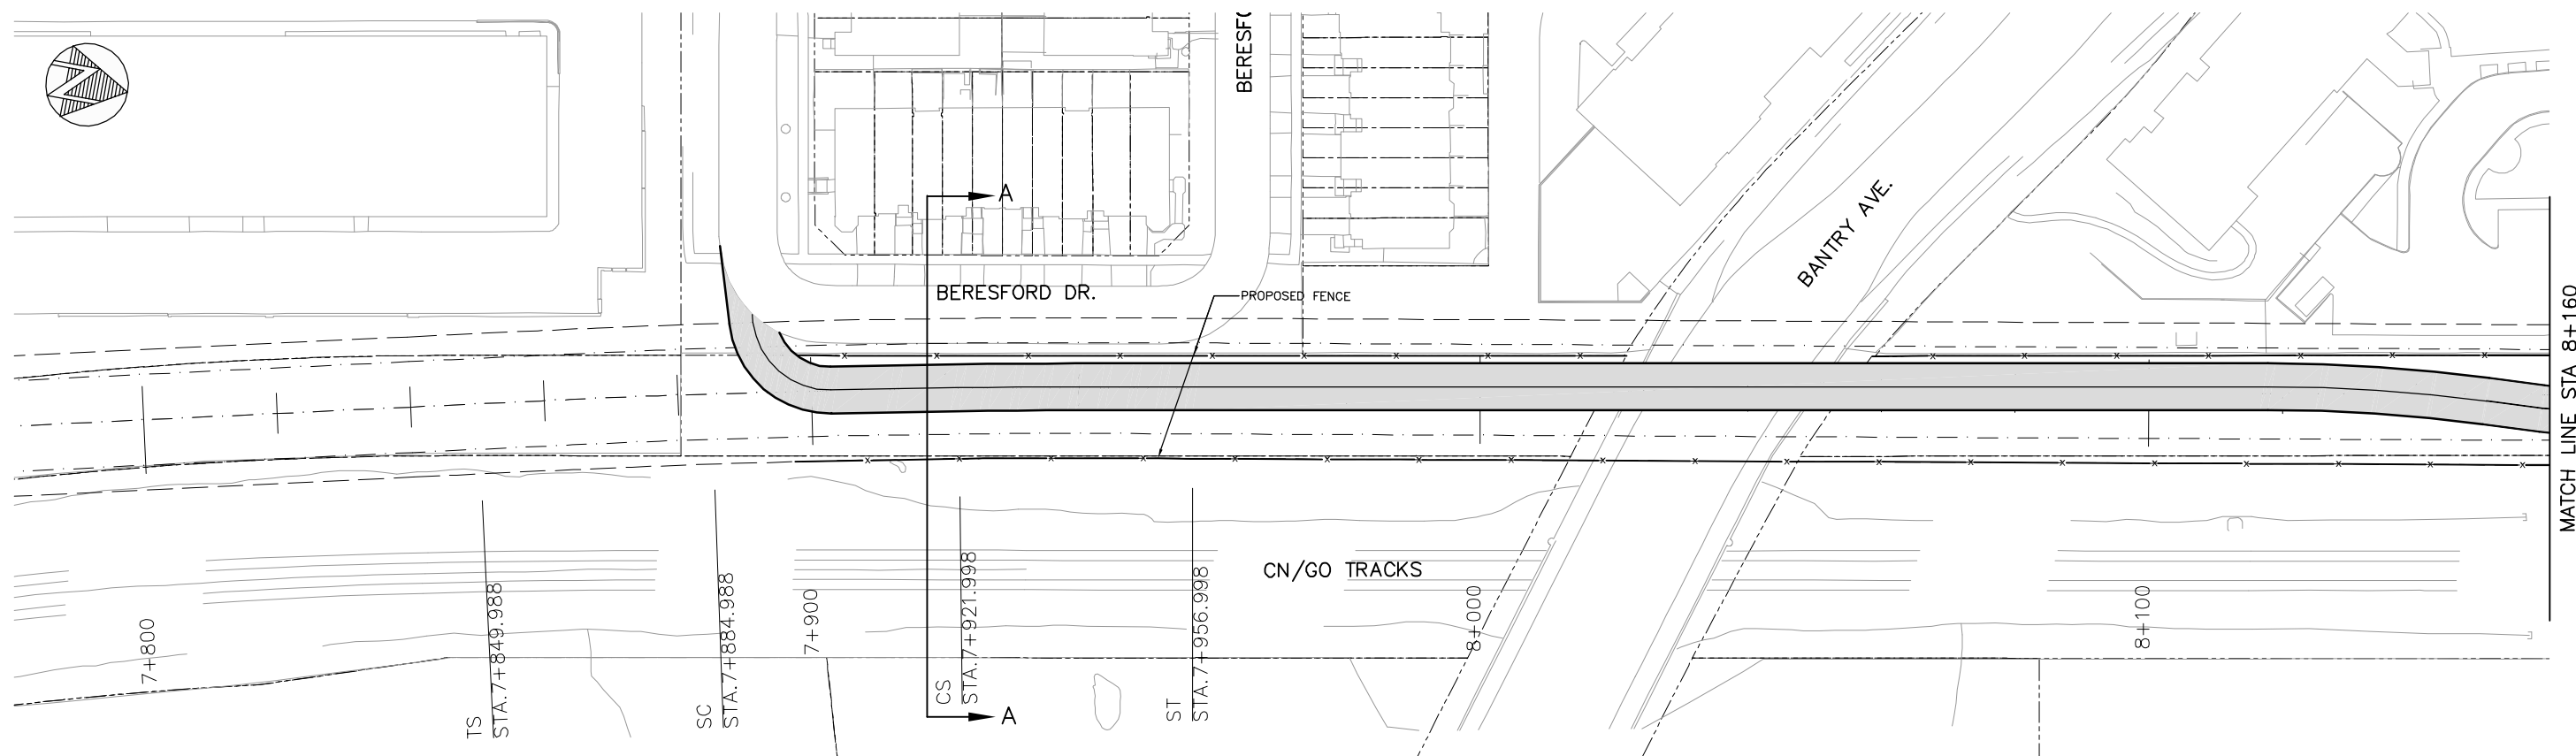 BERESFO
A
BANTRY AVE.
BERESFORD DR.
PROPOSED FENCE
MATCH LINE STA 8+160
CN/GO TRACKS
7+800
TS
STA.7+849.988
SC
STA.7+884.988
7+900
CS
STA.7+921.998
ST
STA.7+956.998
8+000
8+100
A